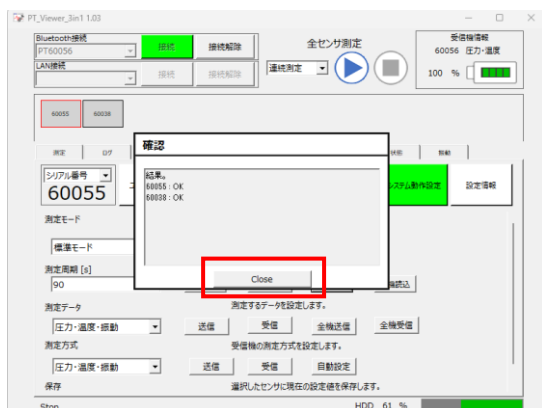 PT_Viewer_3in1 1.03
Bluetooth接続
PT60056
接続
接続解除
LAN接続
接続
接続解除
全センサ測定
連続測定
受信機情報
60056 圧力・温度
100 %
60055
60038
測定
ログ
状態
無線
シリアル番号
60055
システム動作設定
設定情報
確認
結果。
60055 : OK
60038 : OK
Close
測定モード
標準モード
測定周期 [s]
90
測定データ
測定するデータを設定します。
圧力・温度・振動
送信
受信
全機送信
全機受信
測定方式
受信機の測定方式を設定します。
圧力・温度・振動
送信
受信
自動設定
保存
選択したセンサに現在の設定値を保存します。
Stop
HDD 61 %